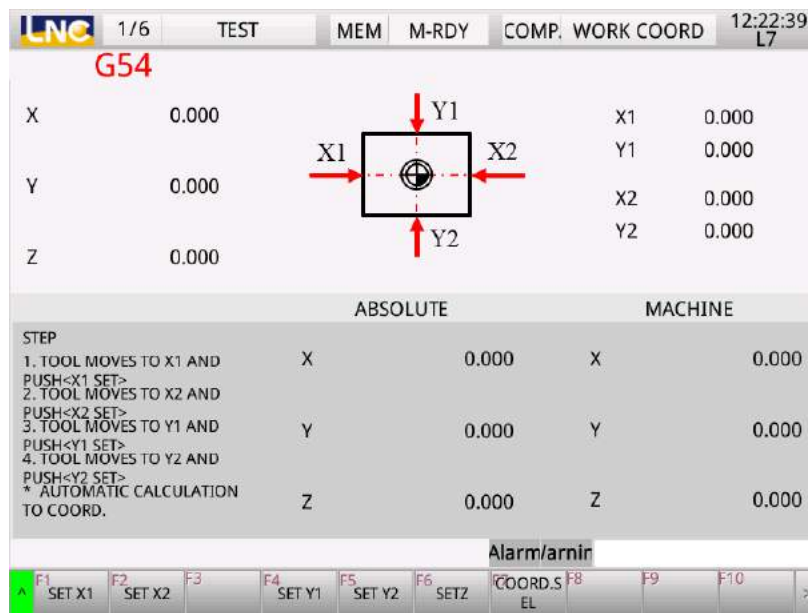 LNC 1/6 TEST MEM M-RDY COMP. WORK COORD 12:22:39
L7
G54
X 0.000
Y 0.000
Z 0.000
X1 Y1 X2 Y2
X1 0.000
Y1 0.000
X2 0.000
Y2 0.000
ABSOLUTE MACHINE
STEP
1. TOOL MOVES TO X1 AND
PUSH<X1 SET>
2. TOOL MOVES TO X2 AND
PUSH<X2 SET>
3. TOOL MOVES TO Y1 AND
PUSH<Y1 SET>
4. TOOL MOVES TO Y2 AND
PUSH<Y2 SET>
* AUTOMATIC CALCULATION
TO COORD.
X 0.000 X 0.000
Y 0.000 Y 0.000
Z 0.000 Z 0.000
Alarm/arnin
F1 F2 F3 F4 F5 F6 F8 F9 F10
SET X1 SET X2 SET Y1 SET Y2 SETZ COORD.S
EL